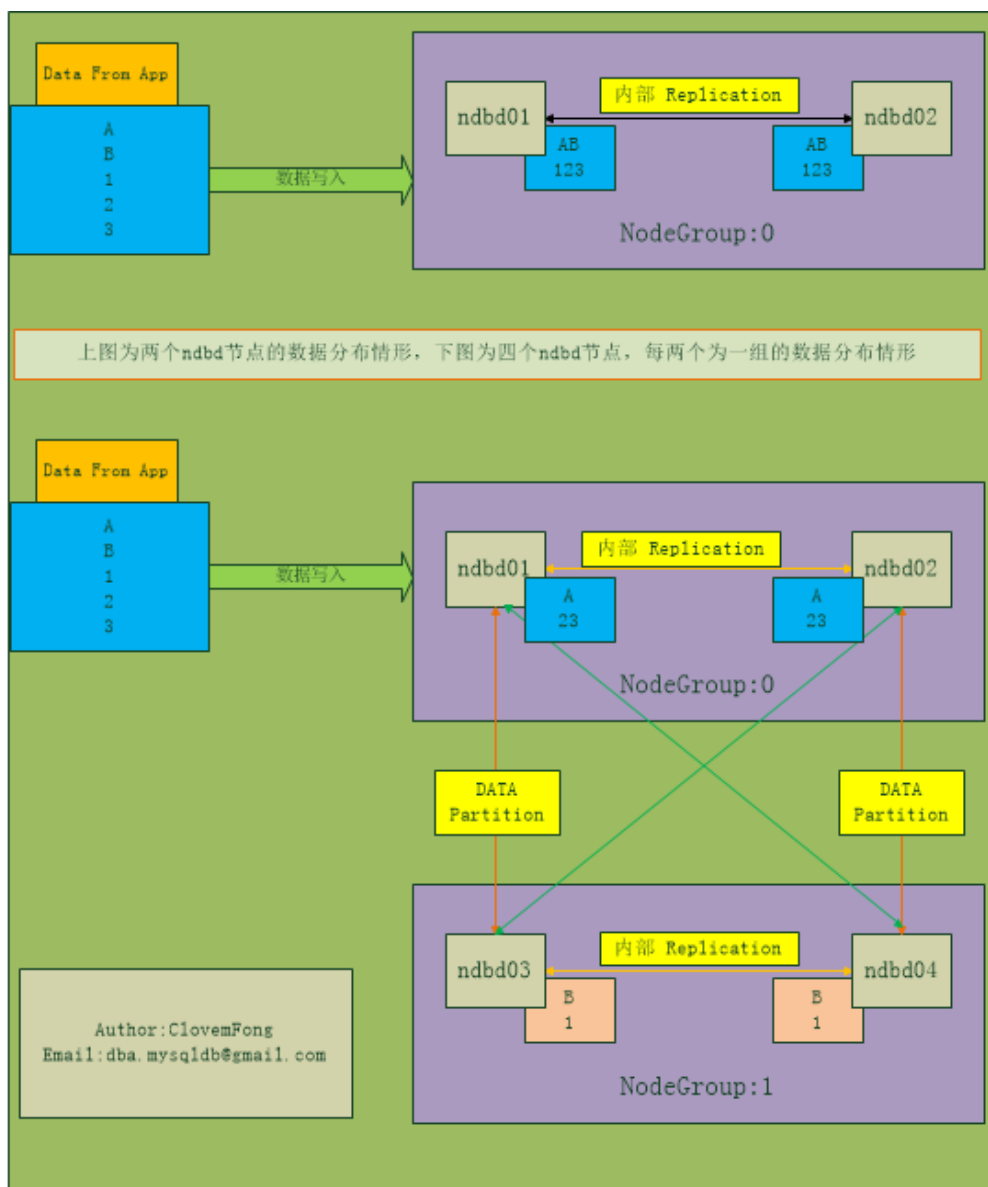 Data From App
A
B
1
2
3
数据写入
内部 Replication
ndbd01
ndbd02
AB
123
AB
123
NodeGroup:0
上图为两个ndbd节点的数据分布情形，下图为四个ndbd节点，每两个为一组的数据分布情形
Data From App
A
B
1
2
3
数据写入
内部 Replication
ndbd01
ndbd02
A
23
A
23
NodeGroup:0
DATA
Partition
DATA
Partition
内部 Replication
ndbd03
ndbd04
B
1
B
1
NodeGroup:1
Author:ClovemFong
Email:dba.mysqldb@gmail.com